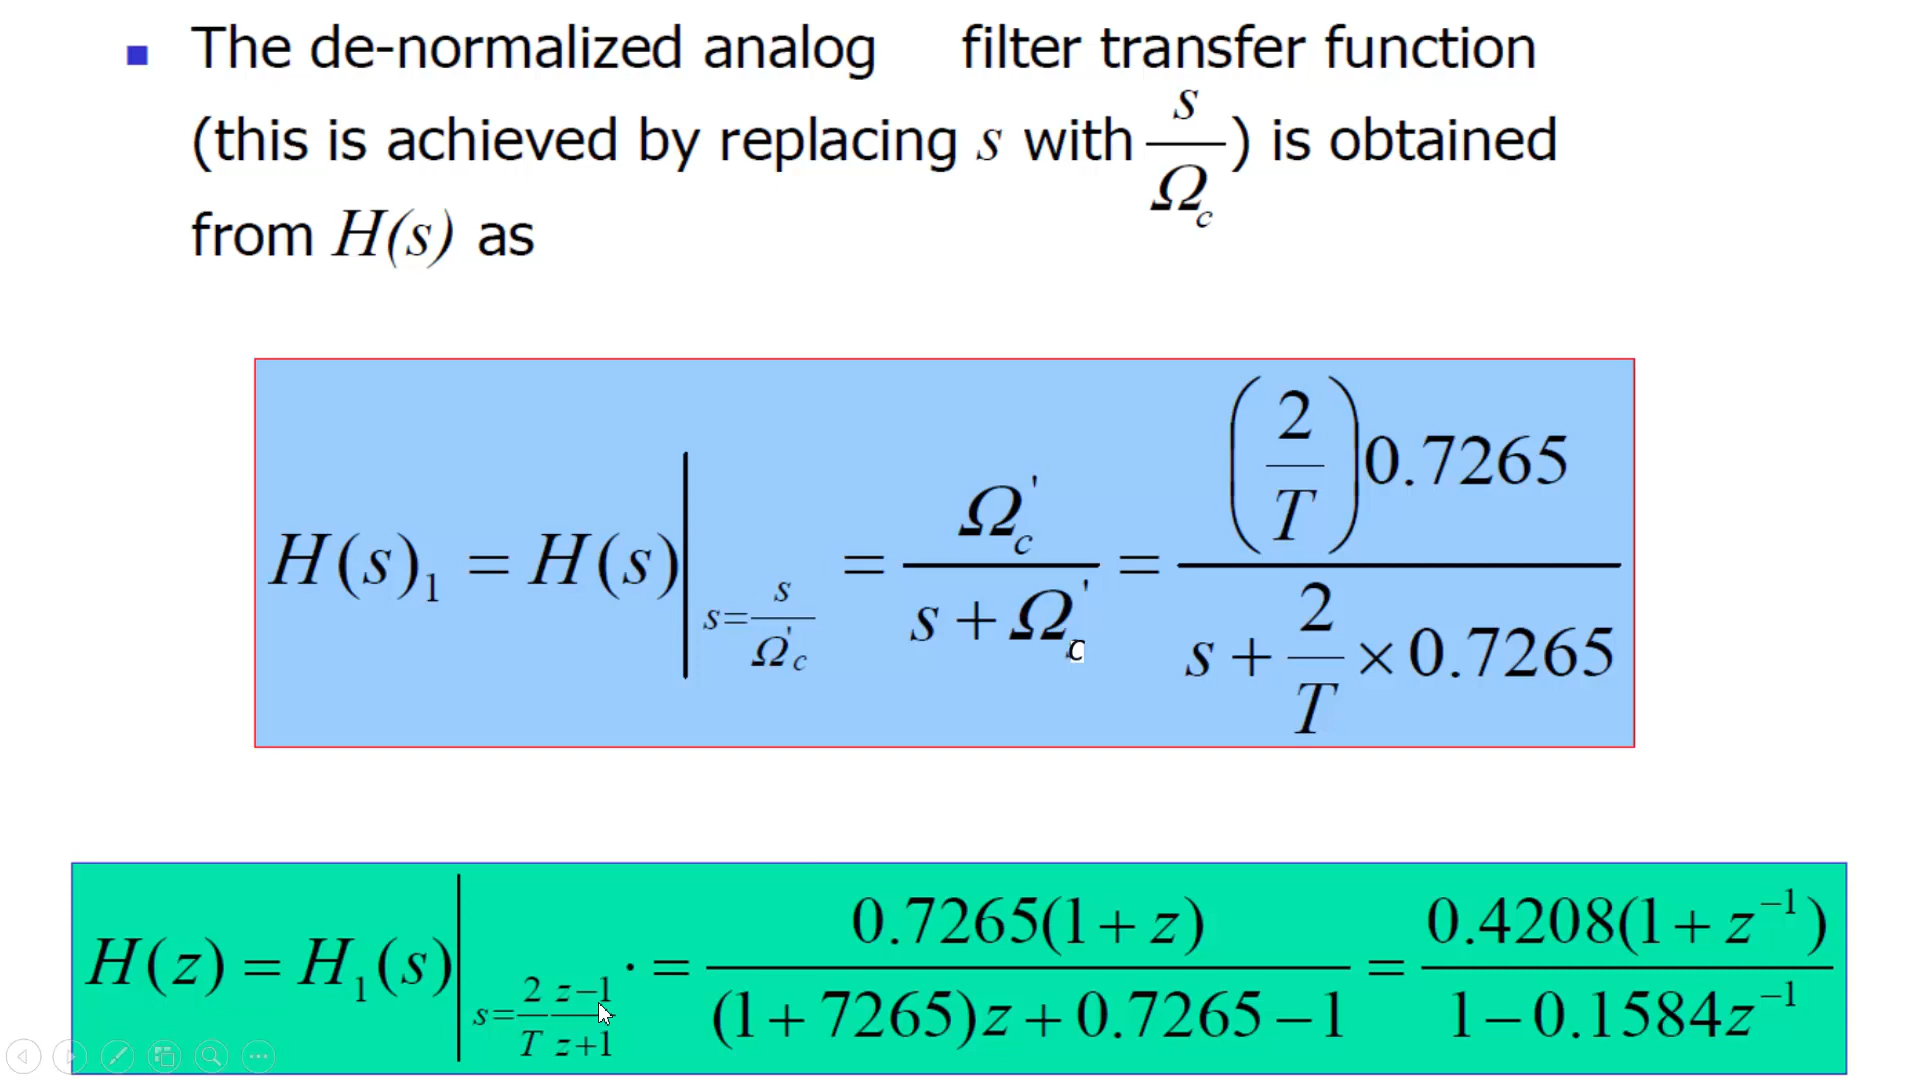 The de-normalized analog filter transfer function
(this is achieved by replacing s with s/Ω_c) is obtained
from H(s) as
H(s)_1 = H(s)|_{s=s/Ω'_c} = Ω'_c/(s+Ω'_c) = ((2/T)0.7265)/(s+2/T×0.7265)
H(z) = H_1(s)|_{s=2/T (z−1)/(z+1)} · = 0.7265(1+z)/((1+7265)z+0.7265−1) = 0.4208(1+z^{−1})/(1−0.1584z^{−1})